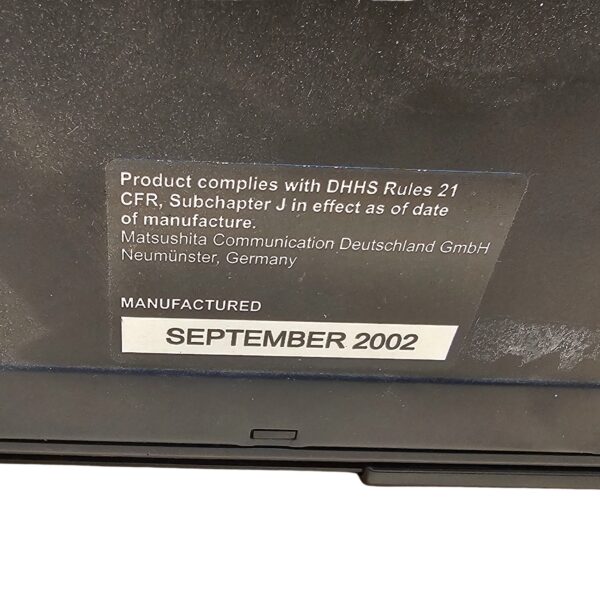 Product complies with DHHS Rules 21
CFR, Subchapter J in effect as of date
of manufacture.
Matsushita Communication Deutschland GmbH
Neumünster, Germany
MANUFACTURED
SEPTEMBER 2002